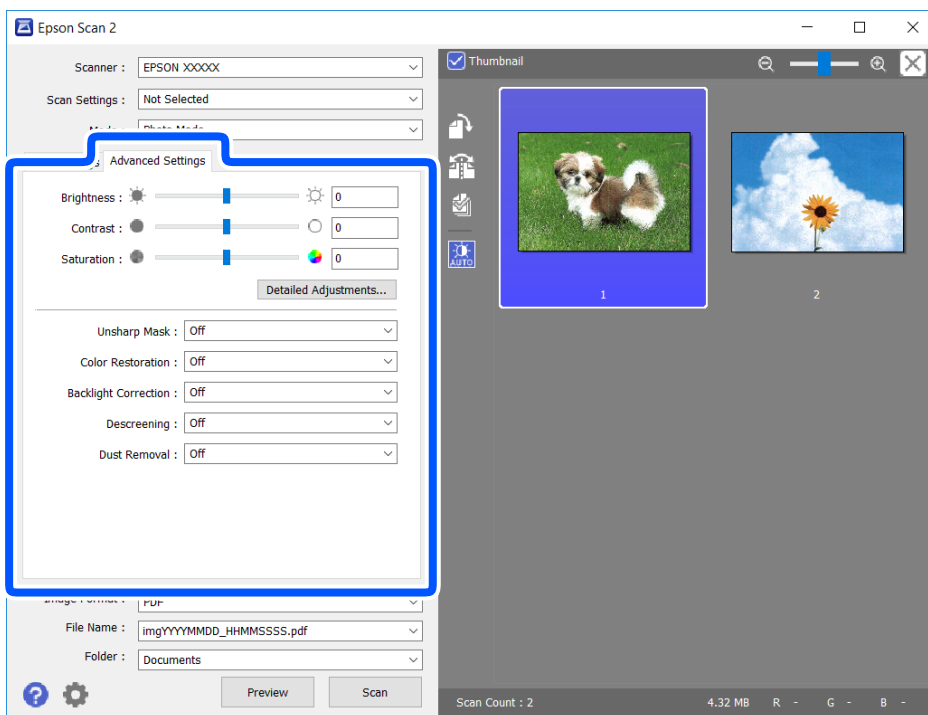 Epson Scan 2
Scanner :
EPSON XXXXX
Scan Settings :
Not Selected
Advanced Settings
Brightness :
0
Contrast :
0
Saturation :
0
Detailed Adjustments...
Unsharp Mask :
Off
Color Restoration :
Off
Backlight Correction :
Off
Descreening :
Off
Dust Removal :
Off
Image Format :
PDF
File Name :
imgYYYYMMDD_HHMMSSSS.pdf
Folder :
Documents
?
Preview
Scan
Thumbnail
AUTO
1
2
Scan Count : 2
4.32 MB
R -
G -
B -